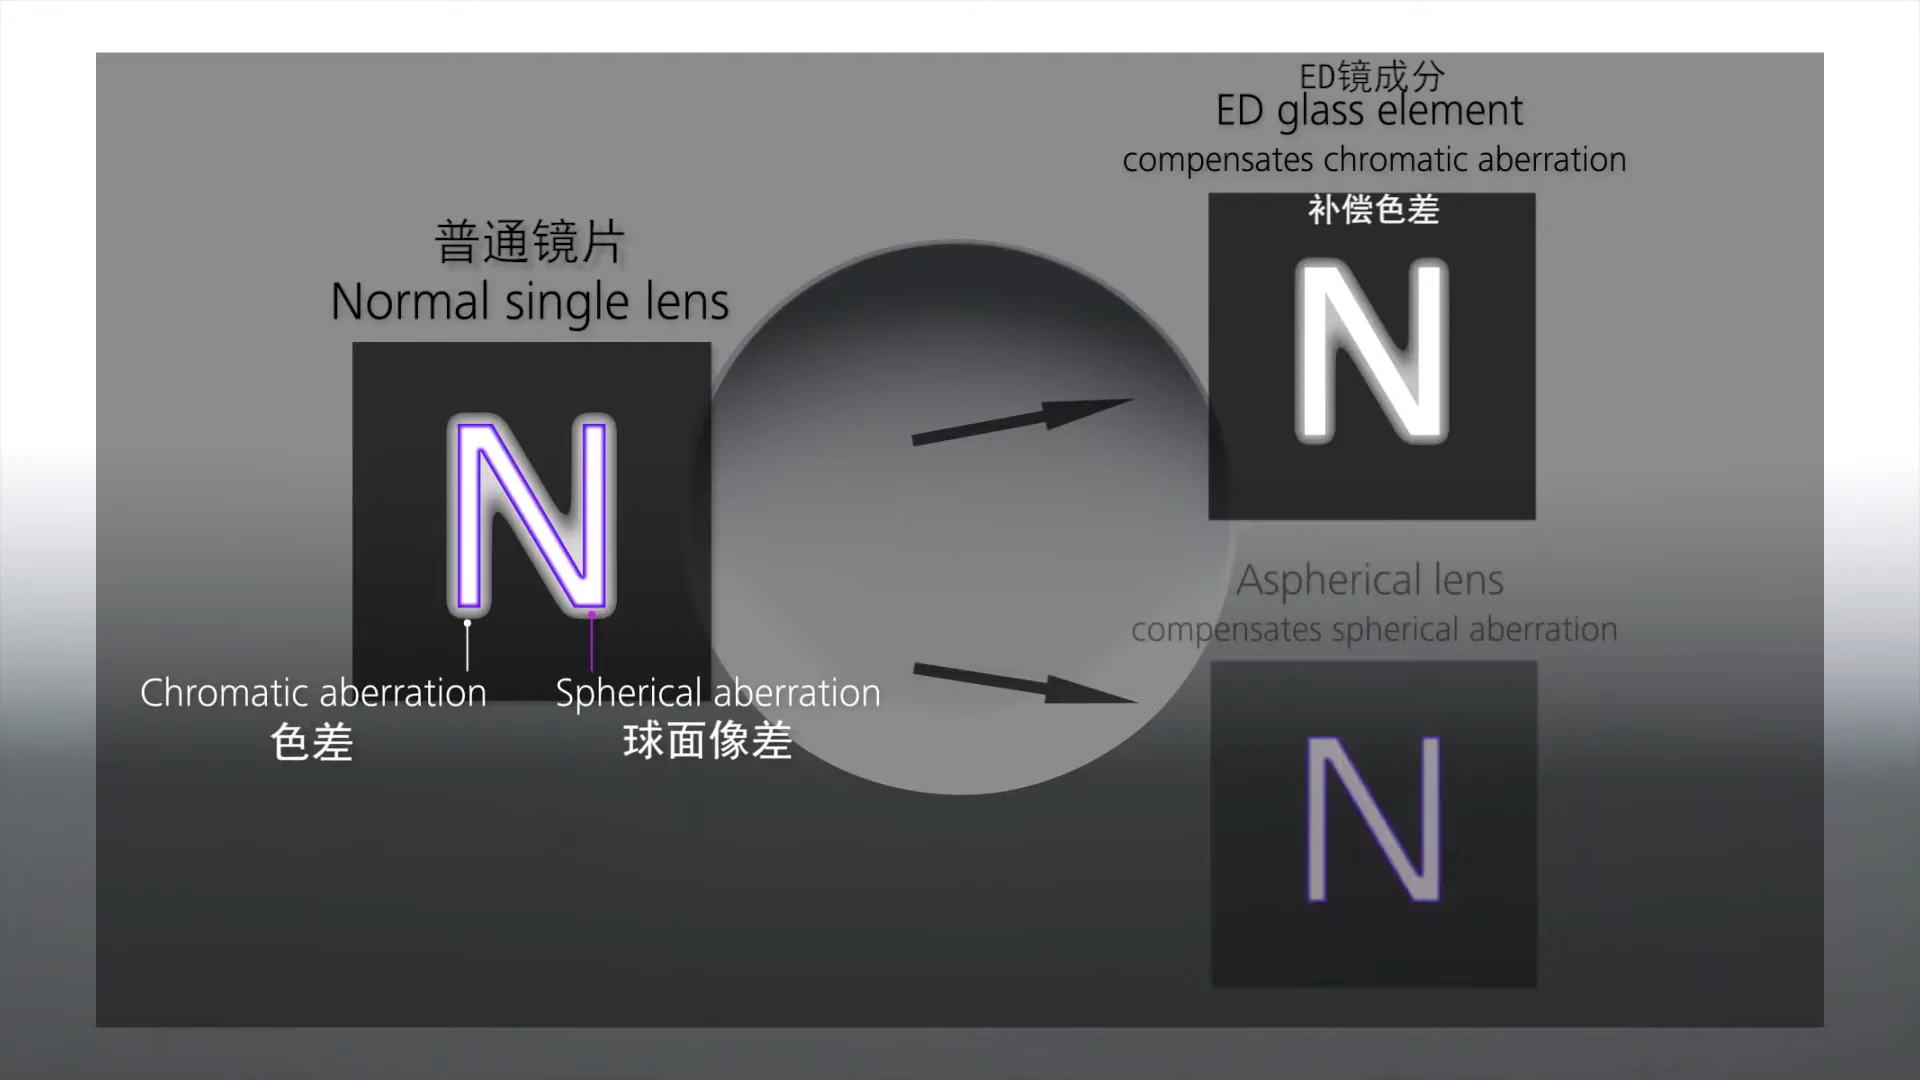 普通镜片
Normal single lens
N
Chromatic aberration
色差
Spherical aberration
球面像差
ED镜成分
ED glass element
compensates chromatic aberration
补偿色差
N
Aspherical lens
compensates spherical aberration
N